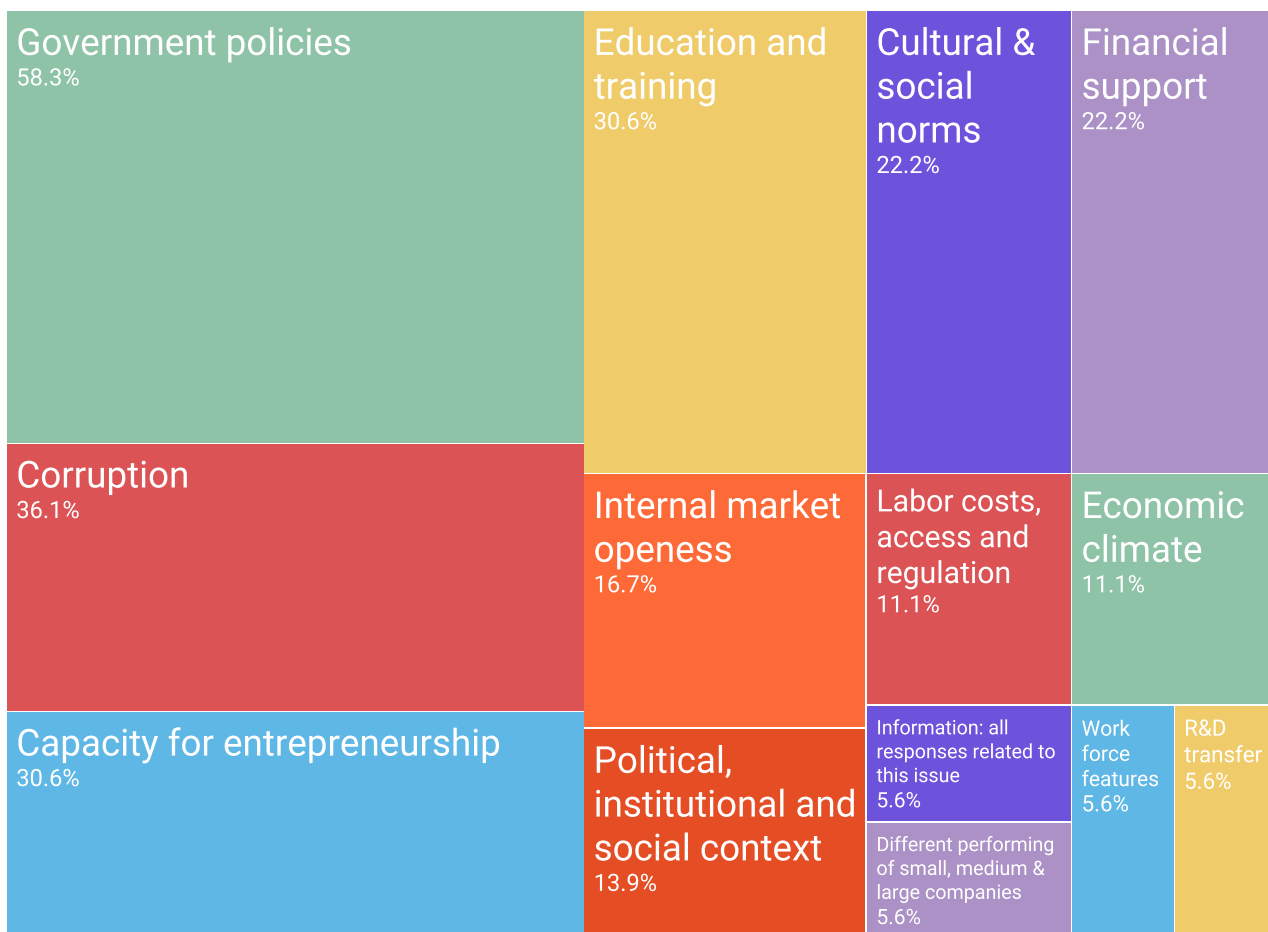 Government policies
58.3%
Corruption
36.1%
Capacity for entrepreneurship
30.6%
Education and
training
30.6%
Internal market
openess
16.7%
Political,
institutional and
social context
13.9%
Cultural &
social
norms
22.2%
Financial
support
22.2%
Labor costs,
access and
regulation
11.1%
Economic
climate
11.1%
Information: all
responses related to
this issue
5.6%
Different performing
of small, medium &
large companies
5.6%
Work
force
features
5.6%
R&D
transfer
5.6%